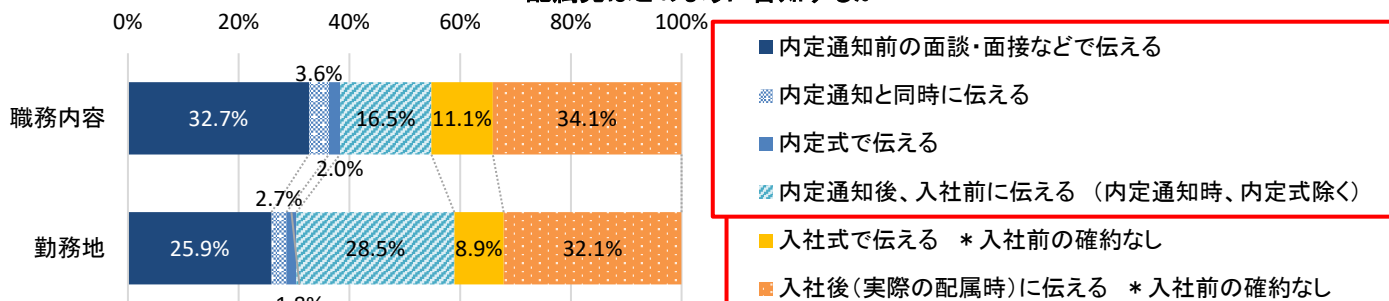 0% 20% 40% 60% 80% 100%
職務内容 32.7% 3.6% 2.0% 16.5% 11.1% 34.1%
勤務地 25.9% 2.7% 28.5% 8.9% 32.1%
内定通知前の面談・面接などで伝える
内定通知と同時に伝える
内定式で伝える
内定通知後、入社前に伝える （内定通知時、内定式除く）
入社式で伝える ＊入社前の確約なし
入社後（実際の配属時）に伝える ＊入社前の確約なし